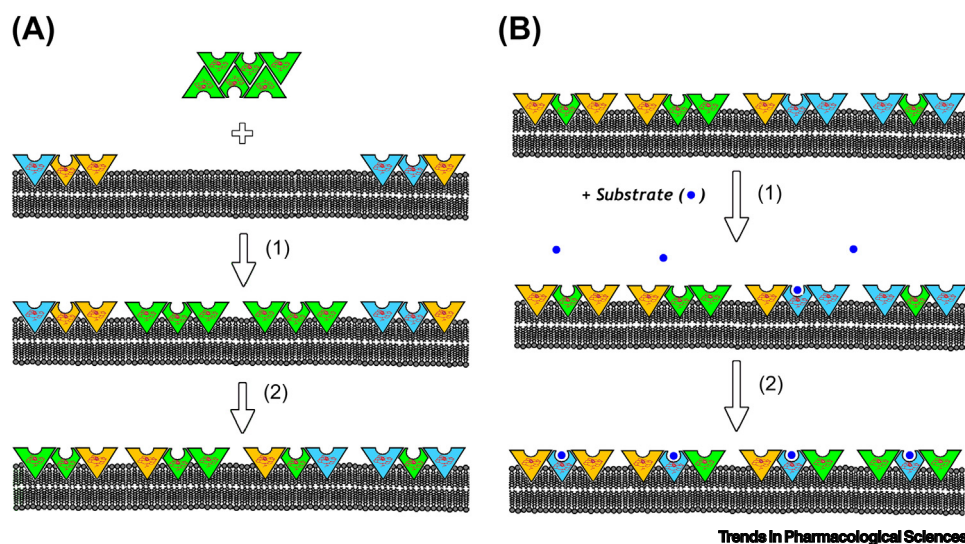 (A)
(B)
(1)
(2)
+ Substrate ( )
(1)
(2)
Trends in Pharmacological Sciences